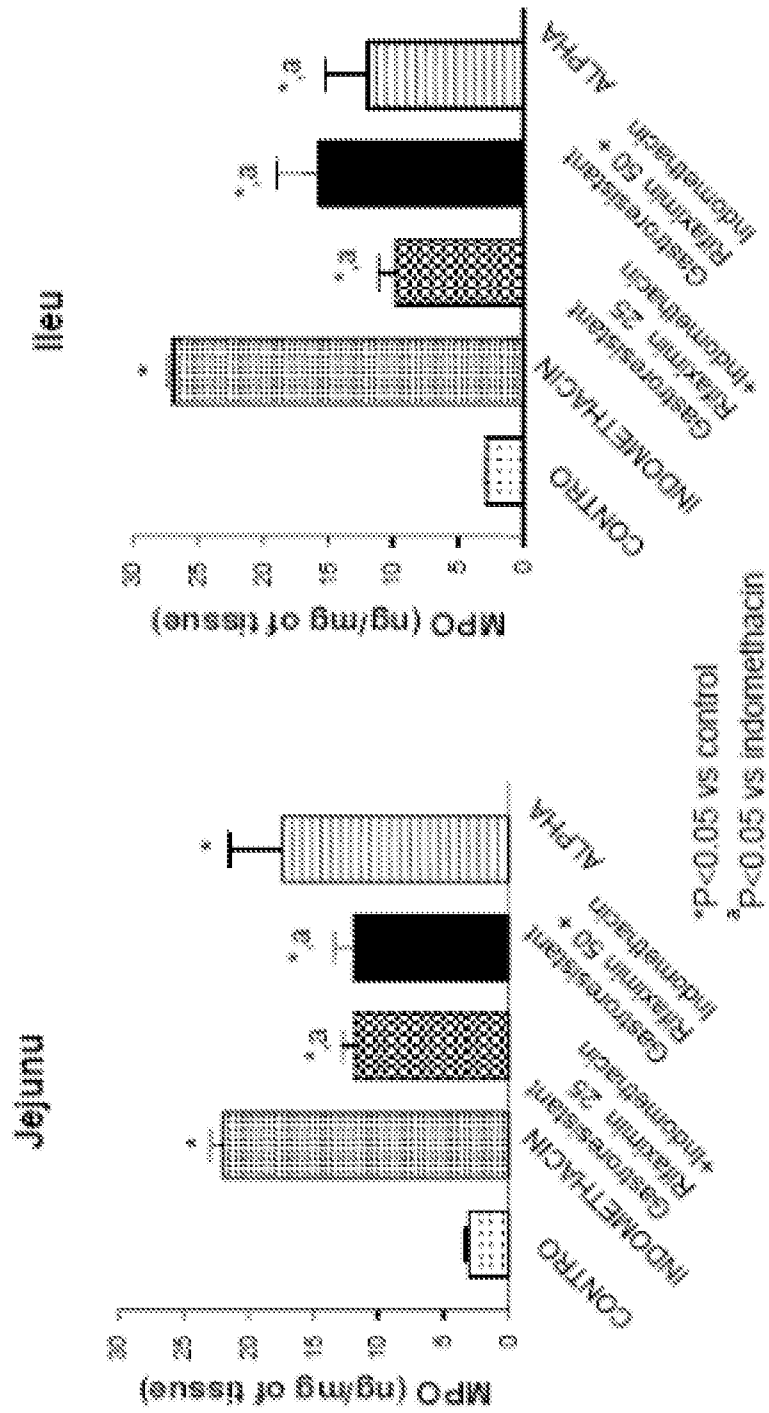 Jejunu
MPO (ng/mg of tissue)
30
25
20
15
10
5
0
*
*,a
*,a
*
CONTRO
INDOMETHACIN
Gastroresistant
Rifaximin 25
+Indomethacin
Gastroresistant
Rifaximin 50 +
Indomethacin
ALPHA
Ileu
MPO (ng/mg of tissue)
30
25
20
15
10
5
0
*
*,a
*,a
*,a
CONTRO
INDOMETHACIN
Gastroresistant
Rifaximin 25
+Indomethacin
Gastroresistant
Rifaximin 50 +
Indomethacin
ALPHA
*P<0.05 vs control
aP<0.05 vs indomethacin